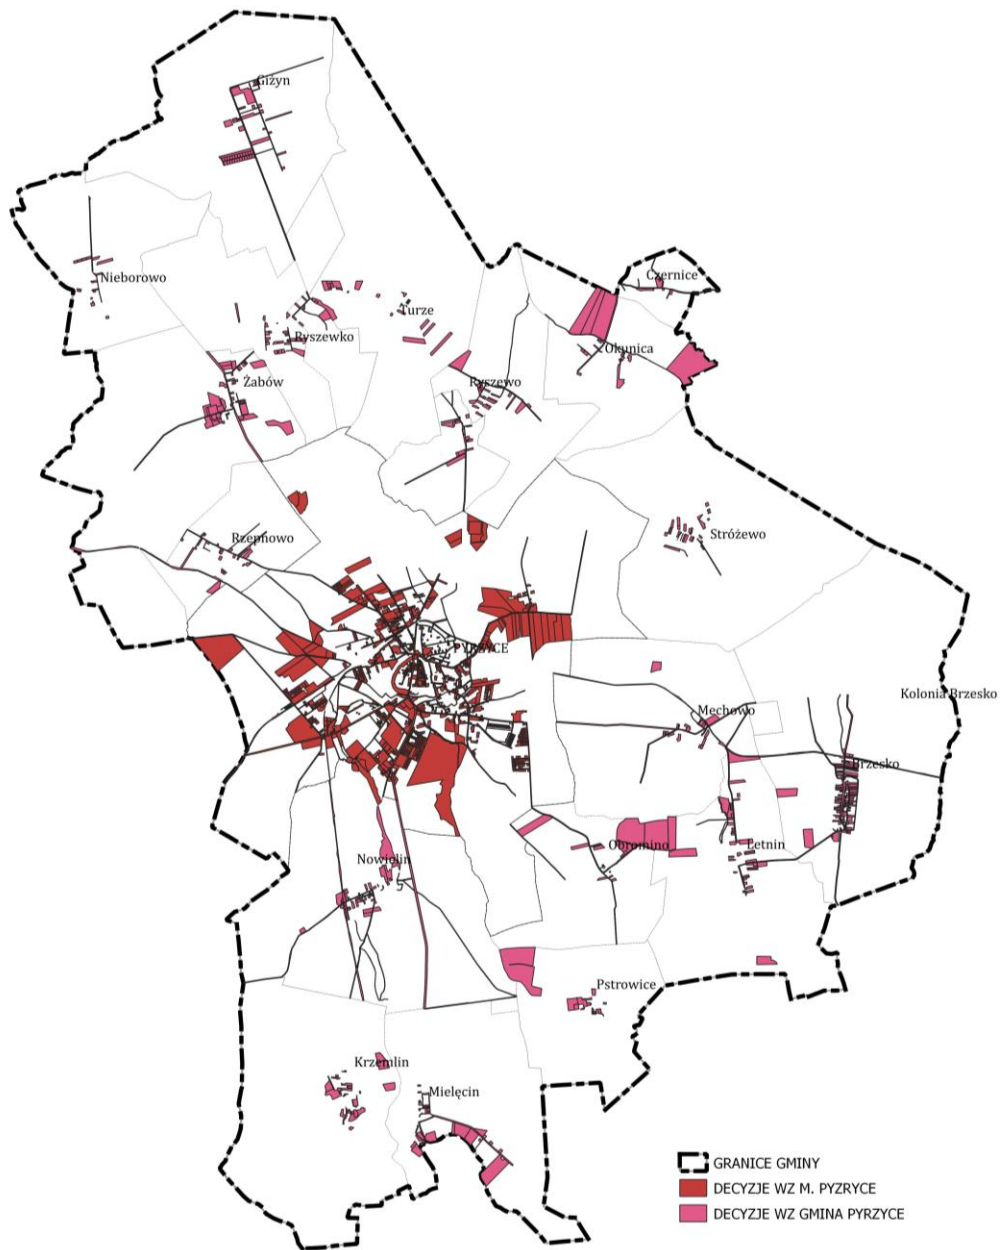 Giżyn
Nieborowo
Czernice
Turze
Ryszewko
Okunica
Żabów
Ryszewo
Rzepnowo
Stróżewo
PYRZYCE
Kolonia Brzesko
Mechowo
Brzesko
Obromino
Letnin
Nowielin
Pstrowice
Krzemlin
Mielęcin
GRANICE GMINY
DECYZJE WZ M. PYZRYCE
DECYZJE WZ GMINA PYRZYCE